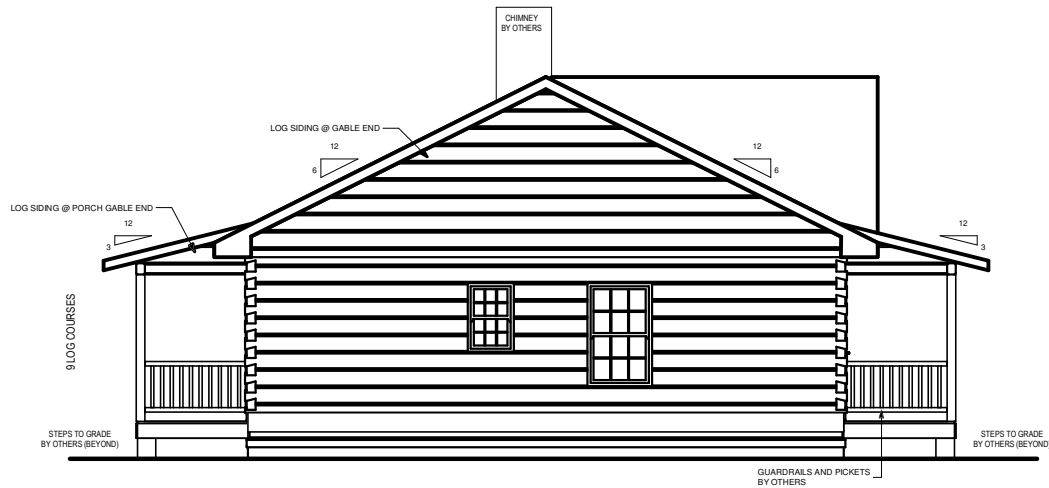 CHIMNEY
BY OTHERS
LOG SIDING @ GABLE END
12
6
12
6
LOG SIDING @ PORCH GABLE END
12
3
12
3
9 LOG COURSES
STEPS TO GRADE
BY OTHERS (BEYOND)
STEPS TO GRADE
BY OTHERS (BEYOND)
GUARDRAILS AND PICKETS
BY OTHERS